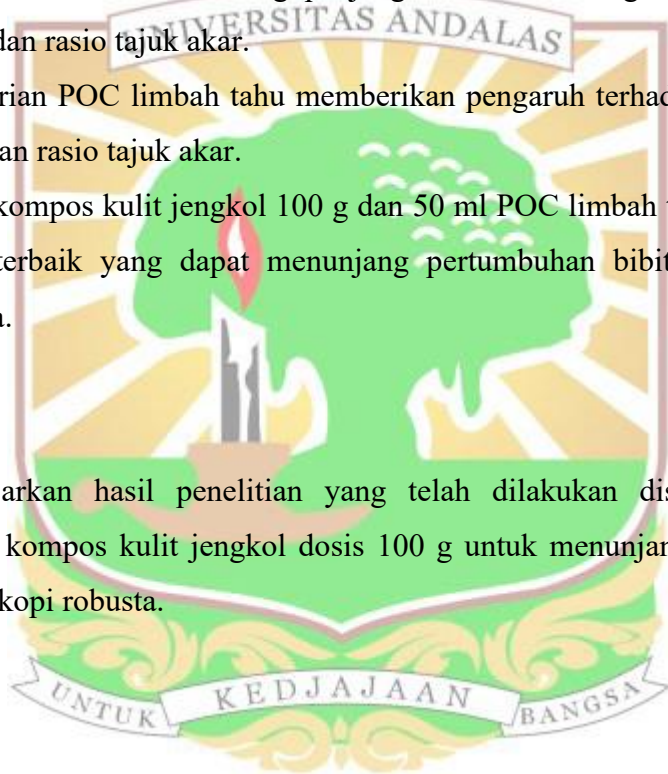 UNIVERSITAS ANDALAS
dan rasio tajuk akar.
rian POC limbah tahu memberikan pengaruh terhad
an rasio tajuk akar.
kompos kulit jengkol 100 g dan 50 ml POC limbah t
terbaik yang dapat menunjang pertumbuhan bibit
a.
arkan hasil penelitian yang telah dilakukan dis
kompos kulit jengkol dosis 100 g untuk menunjan
kopi robusta.
UNTUK KEDJAJAAN BANGSA